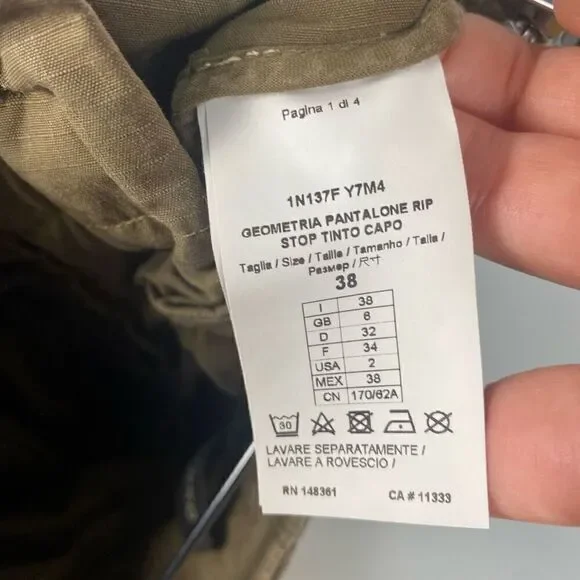 Pagina 1 di 4
1N137F Y7M4
GEOMETRIA PANTALONE RIP
STOP TINTO CAPO
Taglia / Size / Taille / Tamanho / Talla /
Размер / 尺寸
38
I 38
GB 6
D 32
F 34
USA 2
MEX 38
CN 170/62A
30
LAVARE SEPARATAMENTE /
LAVARE A ROVESCIO /
RN 148361 CA # 11333